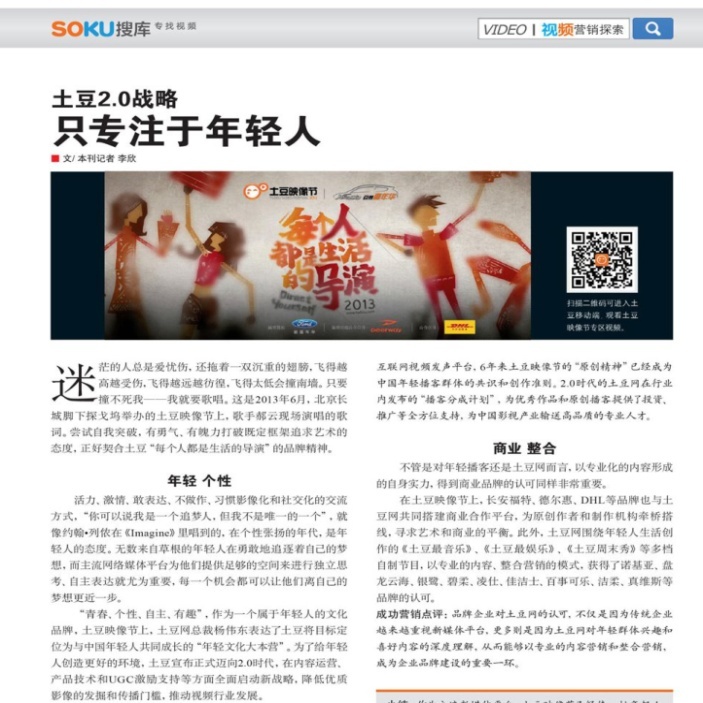 SOKU搜库 专找视频
VIDEO | 视频营销探索
土豆2.0战略
只专注于年轻人
文/ 本刊记者 李欣
土豆映像节
每个人
都是生活
的导演
Direct
Yourself
2013
Ford
DHL
扫描二维码可进入土
豆移动端 观看土豆
映像节专区视频。
迷茫的人总是爱忧伤，还拖着一双沉重的翅膀，飞得越
高越受伤，飞得越远越彷徨，飞得太低会撞南墙。只要
撞不死我——我就要歌唱。这是2013年6月，北京长
城脚下探戈坞举办的土豆映像节上，歌手郝云现场演唱的歌
词。尝试自我突破，有勇气、有魄力打破既定框架追求艺术的
态度，正好契合土豆“每个人都是生活的导演”的品牌精神。
年轻 个性
活力、激情、敢表达、不做作、习惯影像化和社交化的交流
方式，“你可以说我是一个追梦人，但我不是唯一的一个”，就
像约翰•列侬在《Imagine》里唱到的，在个性张扬的年代，是年
轻人的态度。无数来自草根的年轻人在勇敢地追逐着自己的梦
想，而主流网络媒体平台为他们提供足够的空间来进行独立思
考、自主表达就尤为重要，每一个机会都可以让他们离自己的
梦想更近一步。
“青春、个性、自主、有趣”，作为一个属于年轻人的文化
品牌，土豆映像节上，土豆网总裁杨伟东表达了土豆将目标定
位为与中国年轻人共同成长的“年轻文化大本营”。为了给年轻
人创造更好的环境，土豆宣布正式迈向2.0时代，在内容运营、
产品技术和UGC激励支持等方面全面启动新战略，降低优质
影像的发掘和传播门槛，推动视频行业发展。
互联网视频发声平台，6年来土豆映像节的“原创精神”已经成为
中国年轻播客群体的共识和创作准则。2.0时代的土豆网在行业
内发布的“播客分成计划”，为优秀作品和原创播客提供了投资、
推广等全方位支持，为中国影视产业输送高品质的专业人才。
商业 整合
不管是对年轻播客还是土豆网而言，以专业化的内容形成
的自身实力，得到商业品牌的认可同样非常重要。
在土豆映像节上，长安福特、德尔惠、DHL等品牌也与土
豆网共同搭建商业合作平台，为原创作者和制作机构牵桥搭
线，寻求艺术和商业的平衡。此外，土豆网围绕年轻人生活创
作的《土豆最音乐》、《土豆最娱乐》、《土豆周末秀》等多档
自制节目，以专业的内容、整合营销的模式，获得了诺基亚、盘
龙云海、银鹭、碧柔、凌仕、佳洁士、百事可乐、洁柔、真维斯等
品牌的认可。
成功营销点评：品牌企业对土豆网的认可，不仅是因为传统企业
越来越重视新媒体平台，更多则是因为土豆网对年轻群体兴趣和
喜好内容的深度理解，从而能够以专业的内容营销和整合营销，
成为企业品牌建设的重要一环。